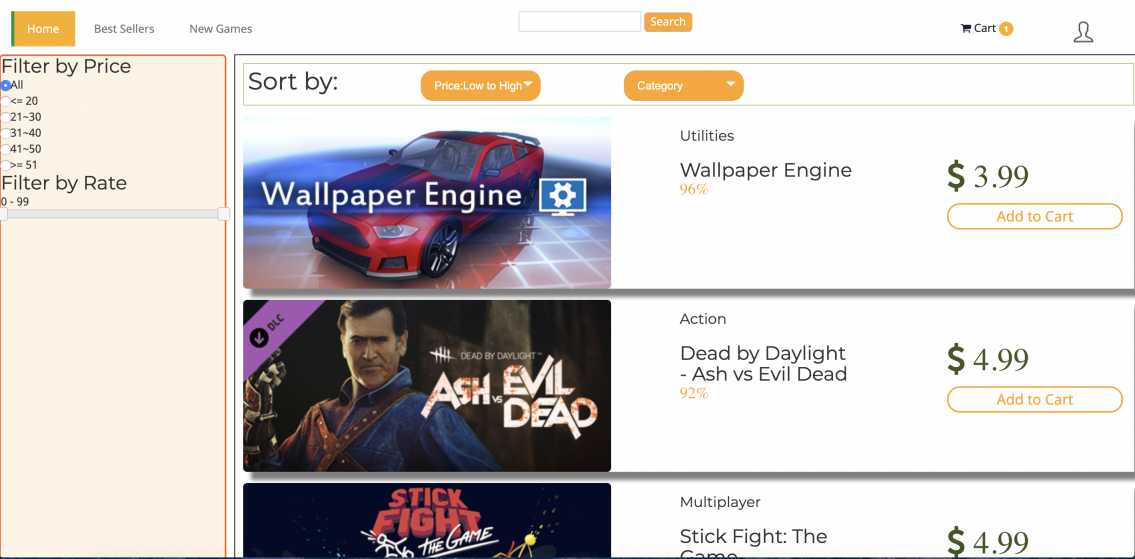 Home
Best Sellers
New Games
Search
Cart 1
Filter by Price
All
<= 20
21~30
31~40
41~50
>= 51
Filter by Rate
0 - 99
Sort by:
Price:Low to High
Category
Wallpaper Engine
Utilities
Wallpaper Engine
96%
$ 3.99
Add to Cart
DLC
DEAD BY DAYLIGHT™
ASH vs EVIL
DEAD
Action
Dead by Daylight
- Ash vs Evil Dead
92%
$ 4.99
Add to Cart
STICK
FIGHT
THE GAME
Multiplayer
Stick Fight: The
Game
$ 4.99